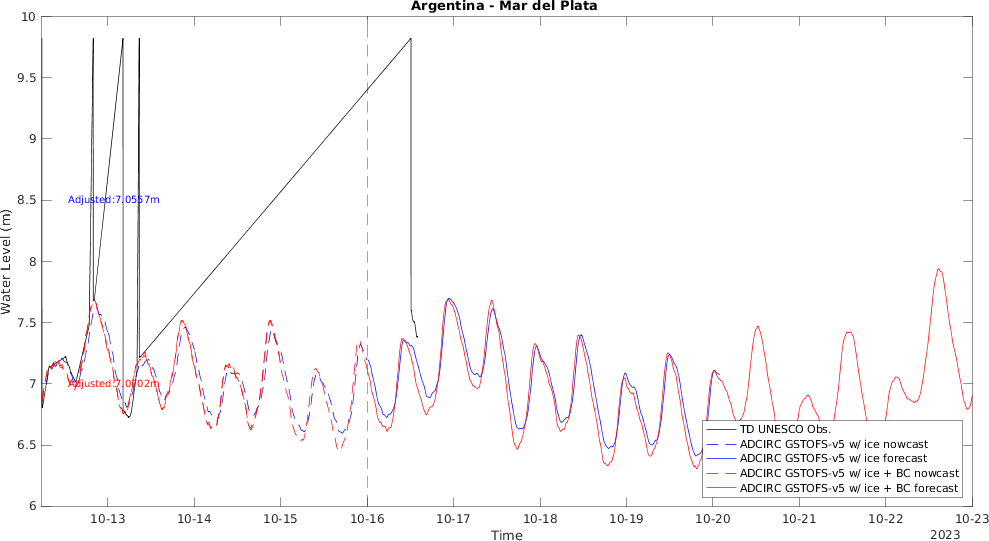 Argentina - Mar del Plata
10
9.5
9
8.5
8
7.5
7
6.5
6
Water Level (m)
Adjusted:7.0557m
Adjusted:7.0702m
TD UNESCO Obs.
ADCIRC GSTOFS-v5 w/ ice nowcast
ADCIRC GSTOFS-v5 w/ ice forecast
ADCIRC GSTOFS-v5 w/ ice + BC nowcast
ADCIRC GSTOFS-v5 w/ ice + BC forecast
10-13 10-14 10-15 10-16 10-17 10-18 10-19 10-20 10-21 10-22 10-23
Time
2023